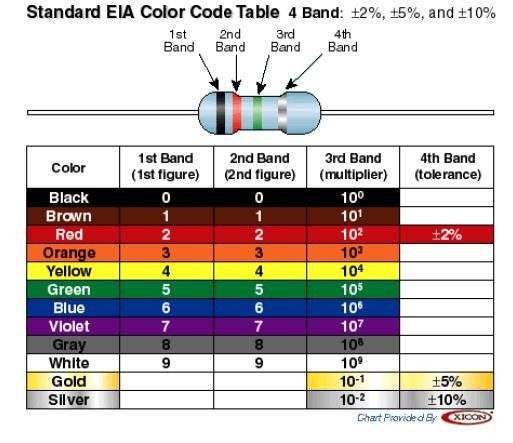 Standard EIA Color Code Table 4 Band: ±2%, ±5%, and ±10%
1st Band 2nd Band 3rd Band 4th Band
Color 1st Band (1st figure) 2nd Band (2nd figure) 3rd Band (multiplier) 4th Band (tolerance)
Black 0 0 10⁰
Brown 1 1 10¹
Red 2 2 10² ±2%
Orange 3 3 10³
Yellow 4 4 10⁴
Green 5 5 10⁵
Blue 6 6 10⁶
Violet 7 7 10⁷
Gray 8 8 10⁸
White 9 9 10⁹
Gold 10⁻¹ ±5%
Silver 10⁻² ±10%
Chart Provided By XICON